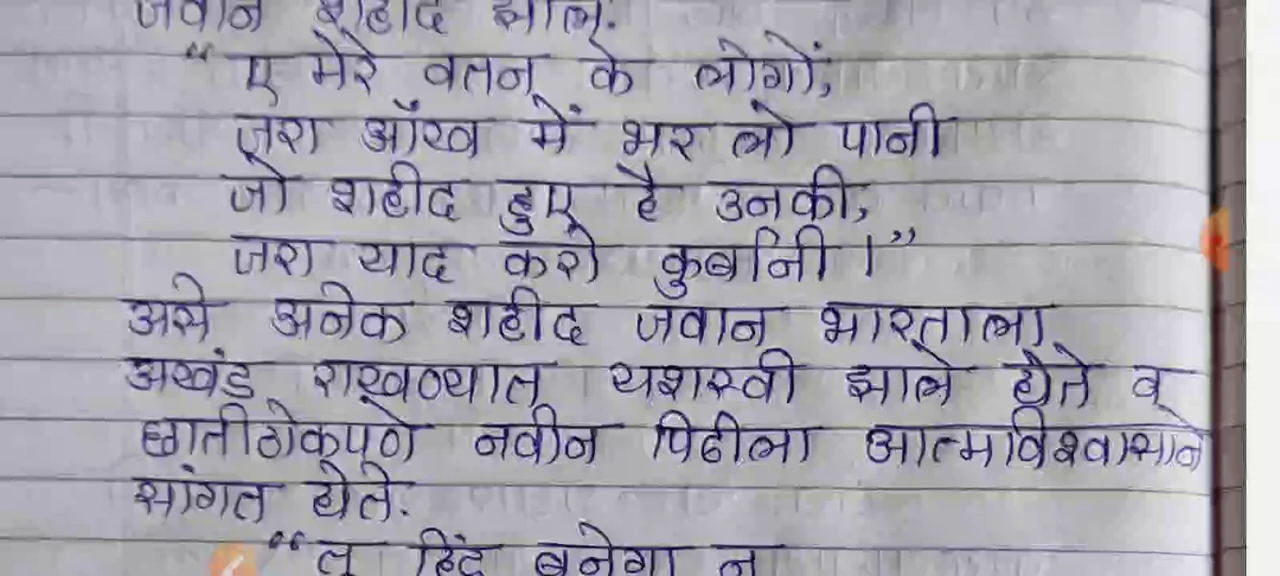 जवान शहीद झाले.
“ए मेरे वतन के लोगों,
ज़रा आँख में भर लो पानी
जो शहीद हुए है उनकी,
जरा याद करो कुर्बानी।”
असे अनेक शहीद जवान भारताला
अखंड राखण्यात यशस्वी झाले होते व
छातीठोकपणे नवीन पिढीला आत्मविश्वासाने
सांगत होते.
“तू हिंदू बनेगा न